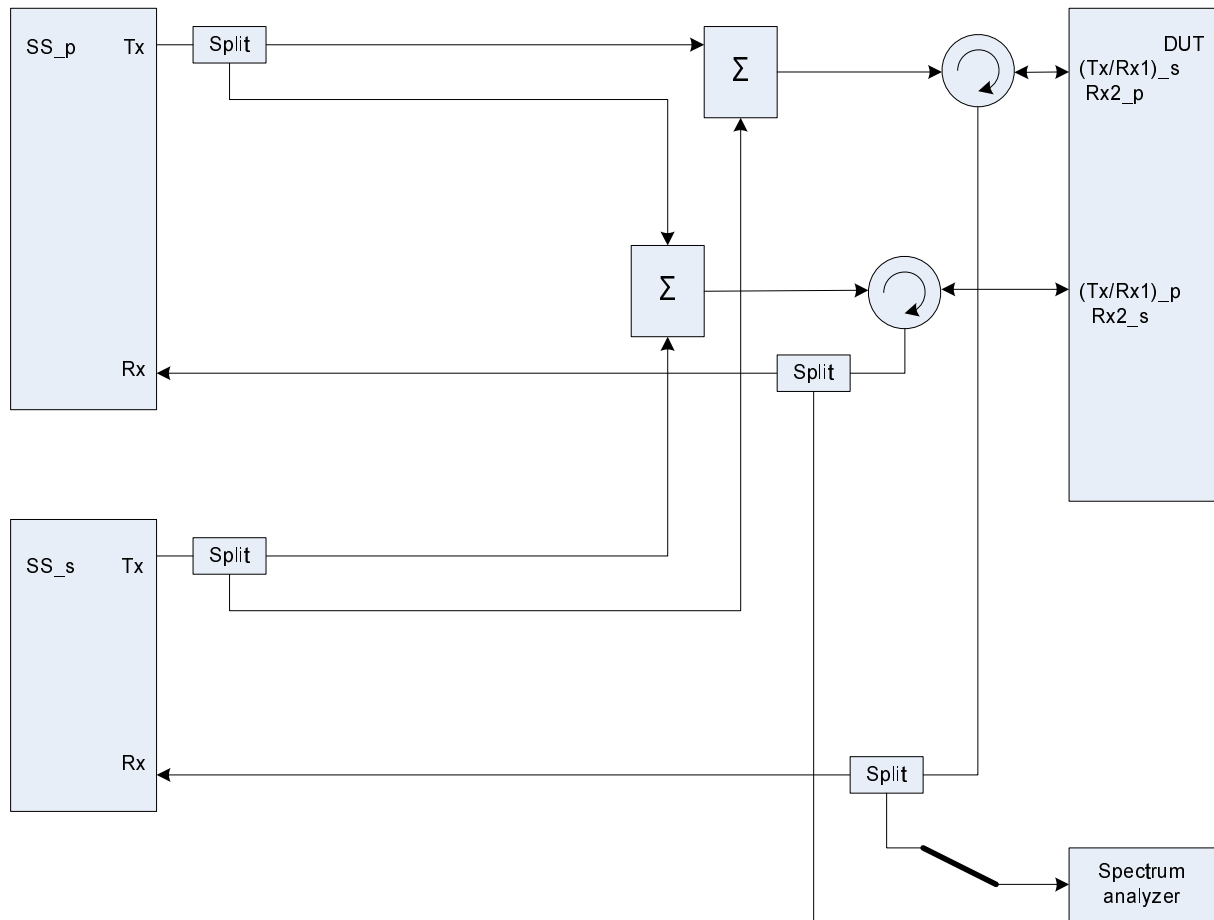 SS_p
Tx
Split
Σ
DUT
(Tx/Rx1)_s
Rx2_p
Σ
(Tx/Rx1)_p
Rx2_s
Rx
Split
SS_s
Tx
Split
Rx
Split
Spectrum
analyzer